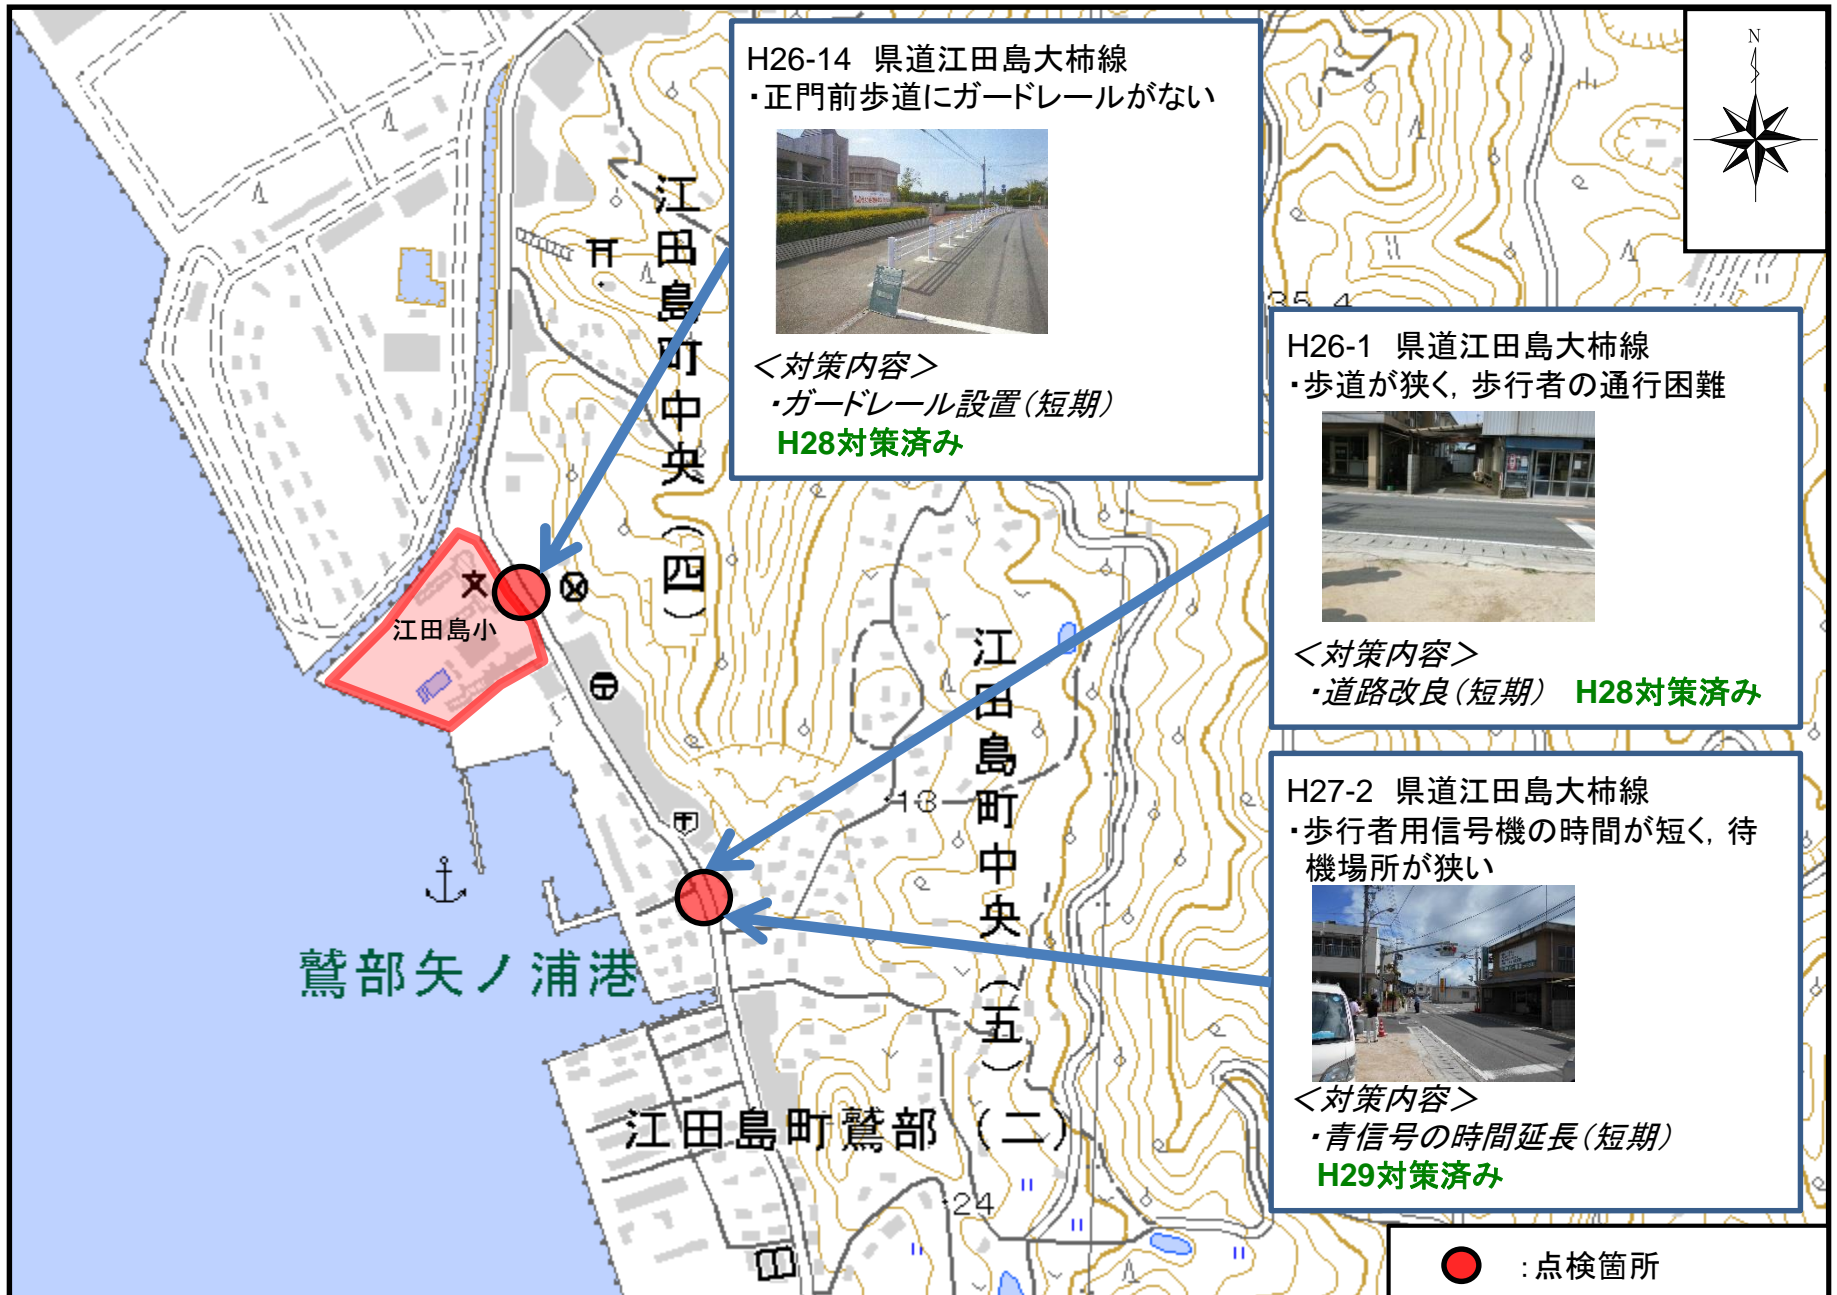 H26-14　県道江田島大柿線
・正門前歩道にガードレールがない
＜対策内容＞
・ガードレール設置（短期）
H28対策済み
N
H26-1　県道江田島大柿線
・歩道が狭く，歩行者の通行困難
＜対策内容＞
・道路改良（短期）　H28対策済み
H27-2　県道江田島大柿線
・歩行者用信号機の時間が短く，待
機場所が狭い
＜対策内容＞
・青信号の時間延長（短期）
H29対策済み
江田島町中央（四）
文
江田島小
江田島町中央（五）
13
鷲部矢ノ浦港
江田島町鷲部（二）
24
：点検箇所